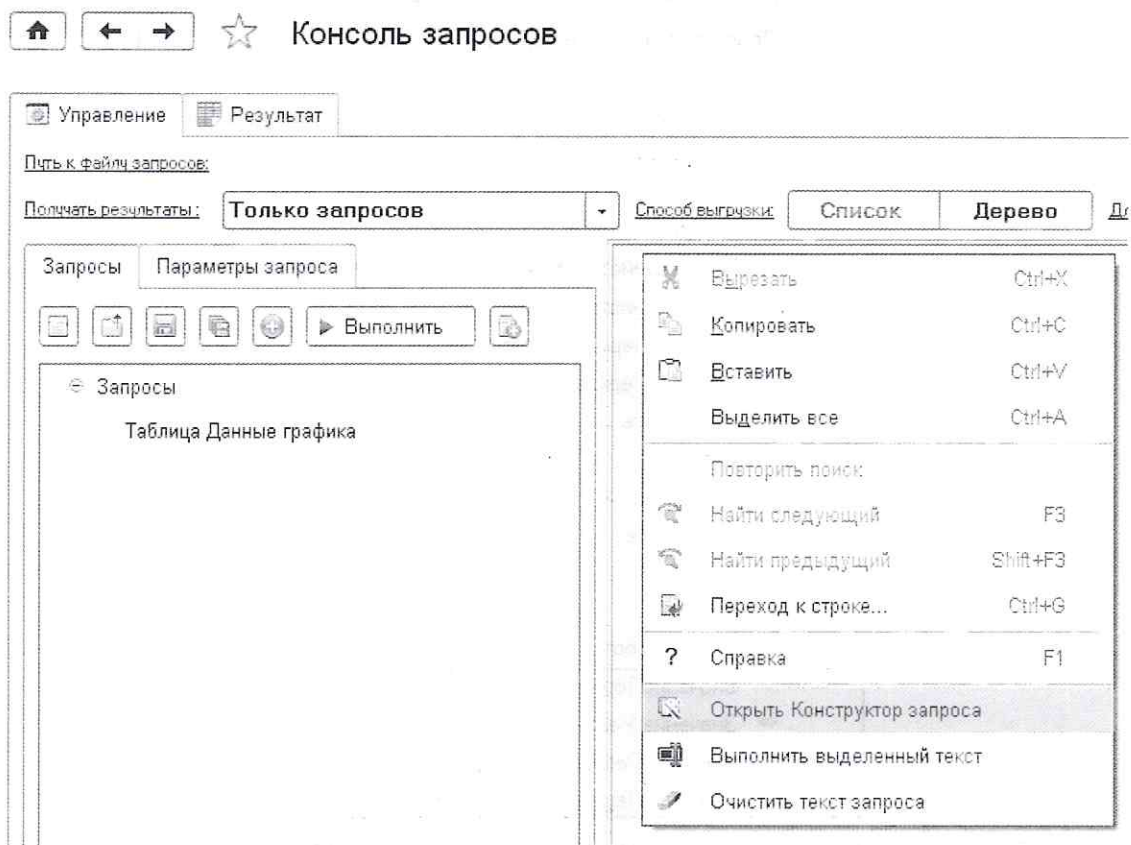 Консоль запросов
Управление Результат
Путь к файлу запросов:
Получать результаты: Только запросов Способ выгрузки: Список Дерево
Запросы Параметры запроса
Выполнить
Запросы
Таблица Данные графика
Вырезать Ctrl+X
Копировать Ctrl+C
Вставить Ctrl+V
Выделить все Ctrl+A
Повторить поиск
Найти следующий F3
Найти предыдущий Shift+F3
Переход к строке... Ctrl+G
? Справка F1
Открыть Конструктор запроса
Выполнить выделенный текст
Очистить текст запроса